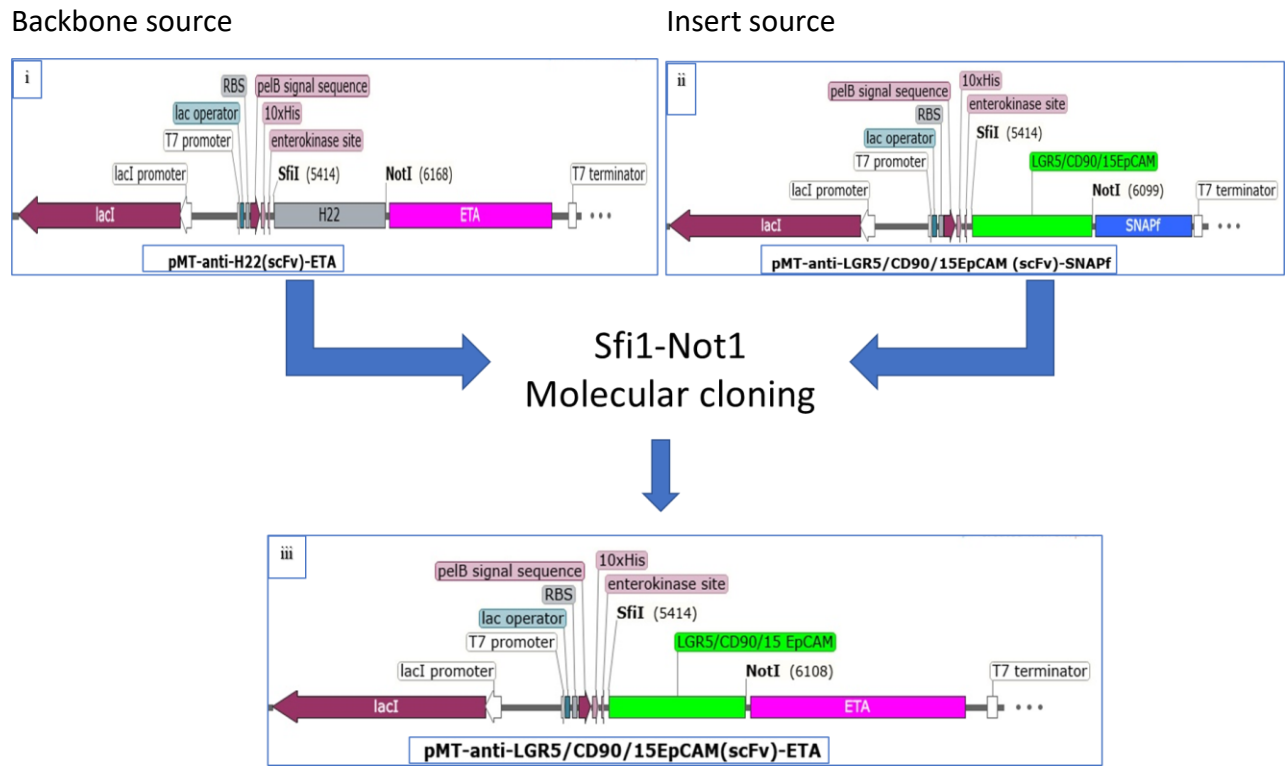 Backbone source
Insert source
i
RBS
pelB signal sequence
lac operator
10xHis
T7 promoter
enterokinase site
lacI promoter
SfiI (5414)
NotI (6168)
T7 terminator
lacI
H22
ETA
pMT-anti-H22(scFv)-ETA
ii
pelB signal sequence
10xHis
RBS
enterokinase site
lac operator
SfiI (5414)
T7 promoter
LGR5/CD90/15EpCAM
lacI promoter
NotI (6099)
T7 terminator
lacI
SNAPf
pMT-anti-LGR5/CD90/15EpCAM (scFv)-SNAPf
Sfi1-Not1
Molecular cloning
iii
10xHis
pelB signal sequence
enterokinase site
RBS
SfiI (5414)
lac operator
LGR5/CD90/15 EpCAM
T7 promoter
NotI (6108)
lacI promoter
T7 terminator
lacI
ETA
pMT-anti-LGR5/CD90/15EpCAM(scFv)-ETA